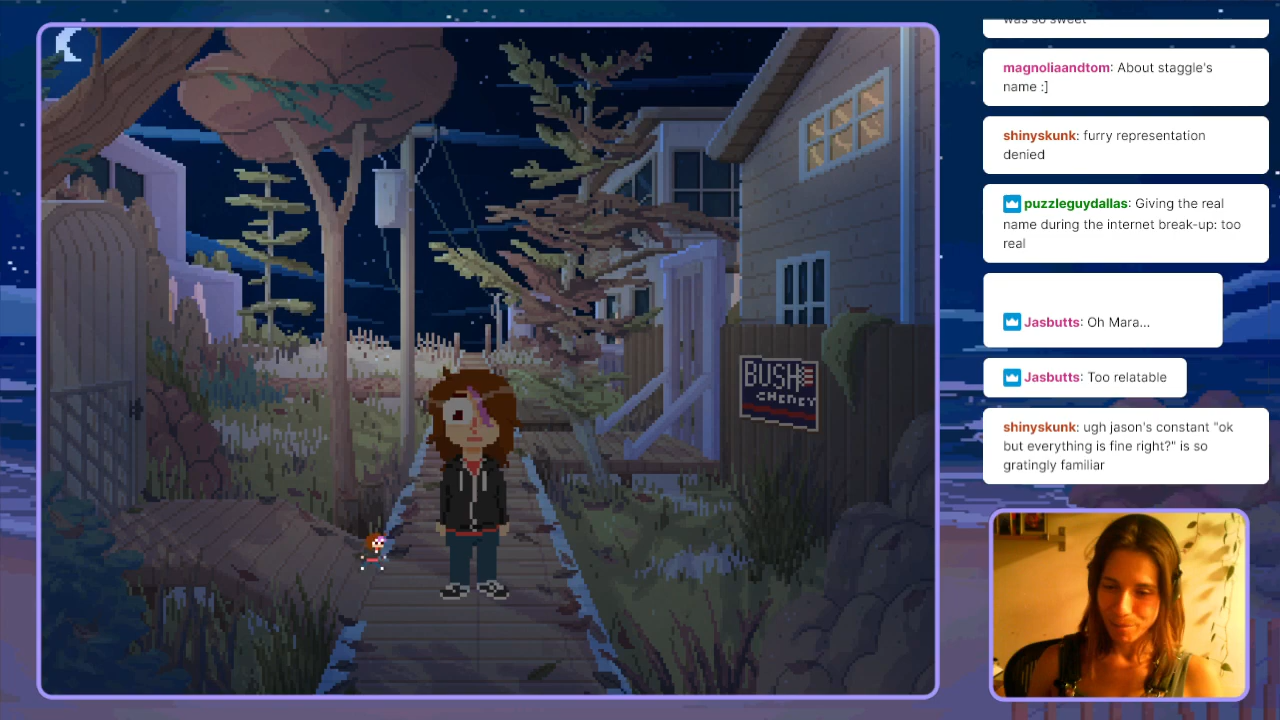 was so sweet
magnoliaandtom: About staggle's
name :]
shinyskunk: furry representation
denied
puzzleguydallas: Giving the real
name during the internet break-up: too
real
Jasbutts: Oh Mara...
Jasbutts: Too relatable
shinyskunk: ugh jason's constant "ok
but everything is fine right?" is so
gratingly familiar
BUSH
CHENEY